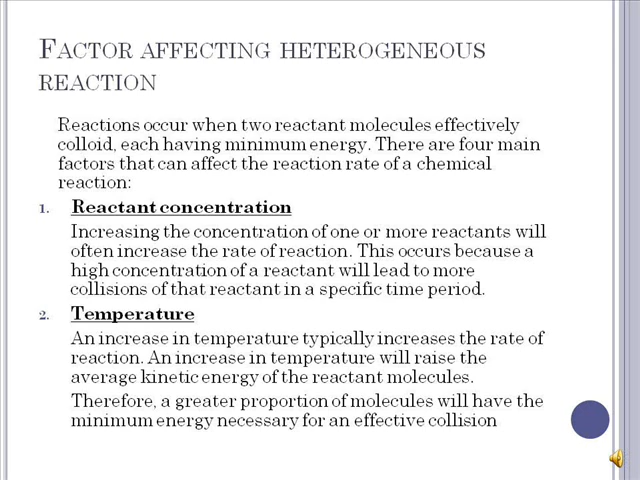 FACTOR AFFECTING HETEROGENEOUS
REACTION
Reactions occur when two reactant molecules effectively
colloid, each having minimum energy. There are four main
factors that can affect the reaction rate of a chemical
reaction:
1. Reactant concentration
Increasing the concentration of one or more reactants will
often increase the rate of reaction. This occurs because a
high concentration of a reactant will lead to more
collisions of that reactant in a specific time period.
2. Temperature
An increase in temperature typically increases the rate of
reaction. An increase in temperature will raise the
average kinetic energy of the reactant molecules.
Therefore, a greater proportion of molecules will have the
minimum energy necessary for an effective collision